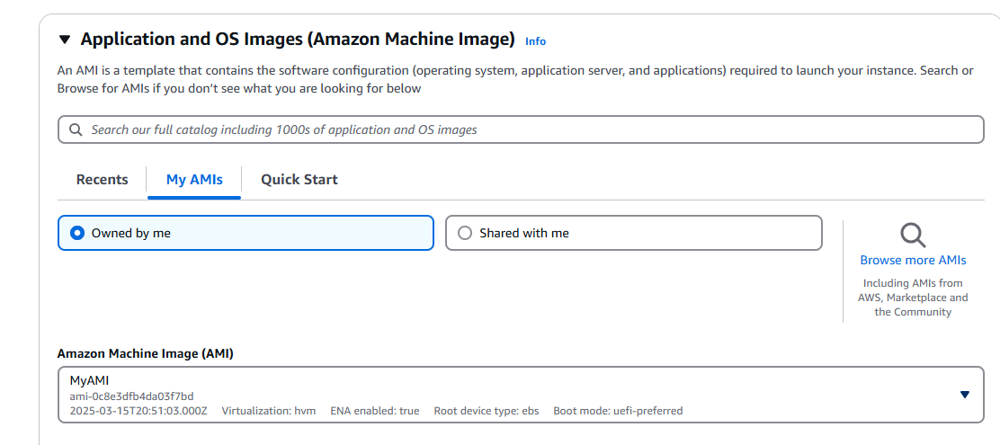 Application and OS Images (Amazon Machine Image) Info
An AMI is a template that contains the software configuration (operating system, application server, and applications) required to launch your instance. Search or
Browse for AMIs if you don’t see what you are looking for below
Search our full catalog including 1000s of application and OS images
Recents My AMIs Quick Start
Owned by me Shared with me
Browse more AMIs
Including AMIs from
AWS, Marketplace and
the Community
Amazon Machine Image (AMI)
MyAMI
ami-0c8e3dfb4da03f7bd
2025-03-15T20:51:03.000Z Virtualization: hvm ENA enabled: true Root device type: ebs Boot mode: uefi-preferred